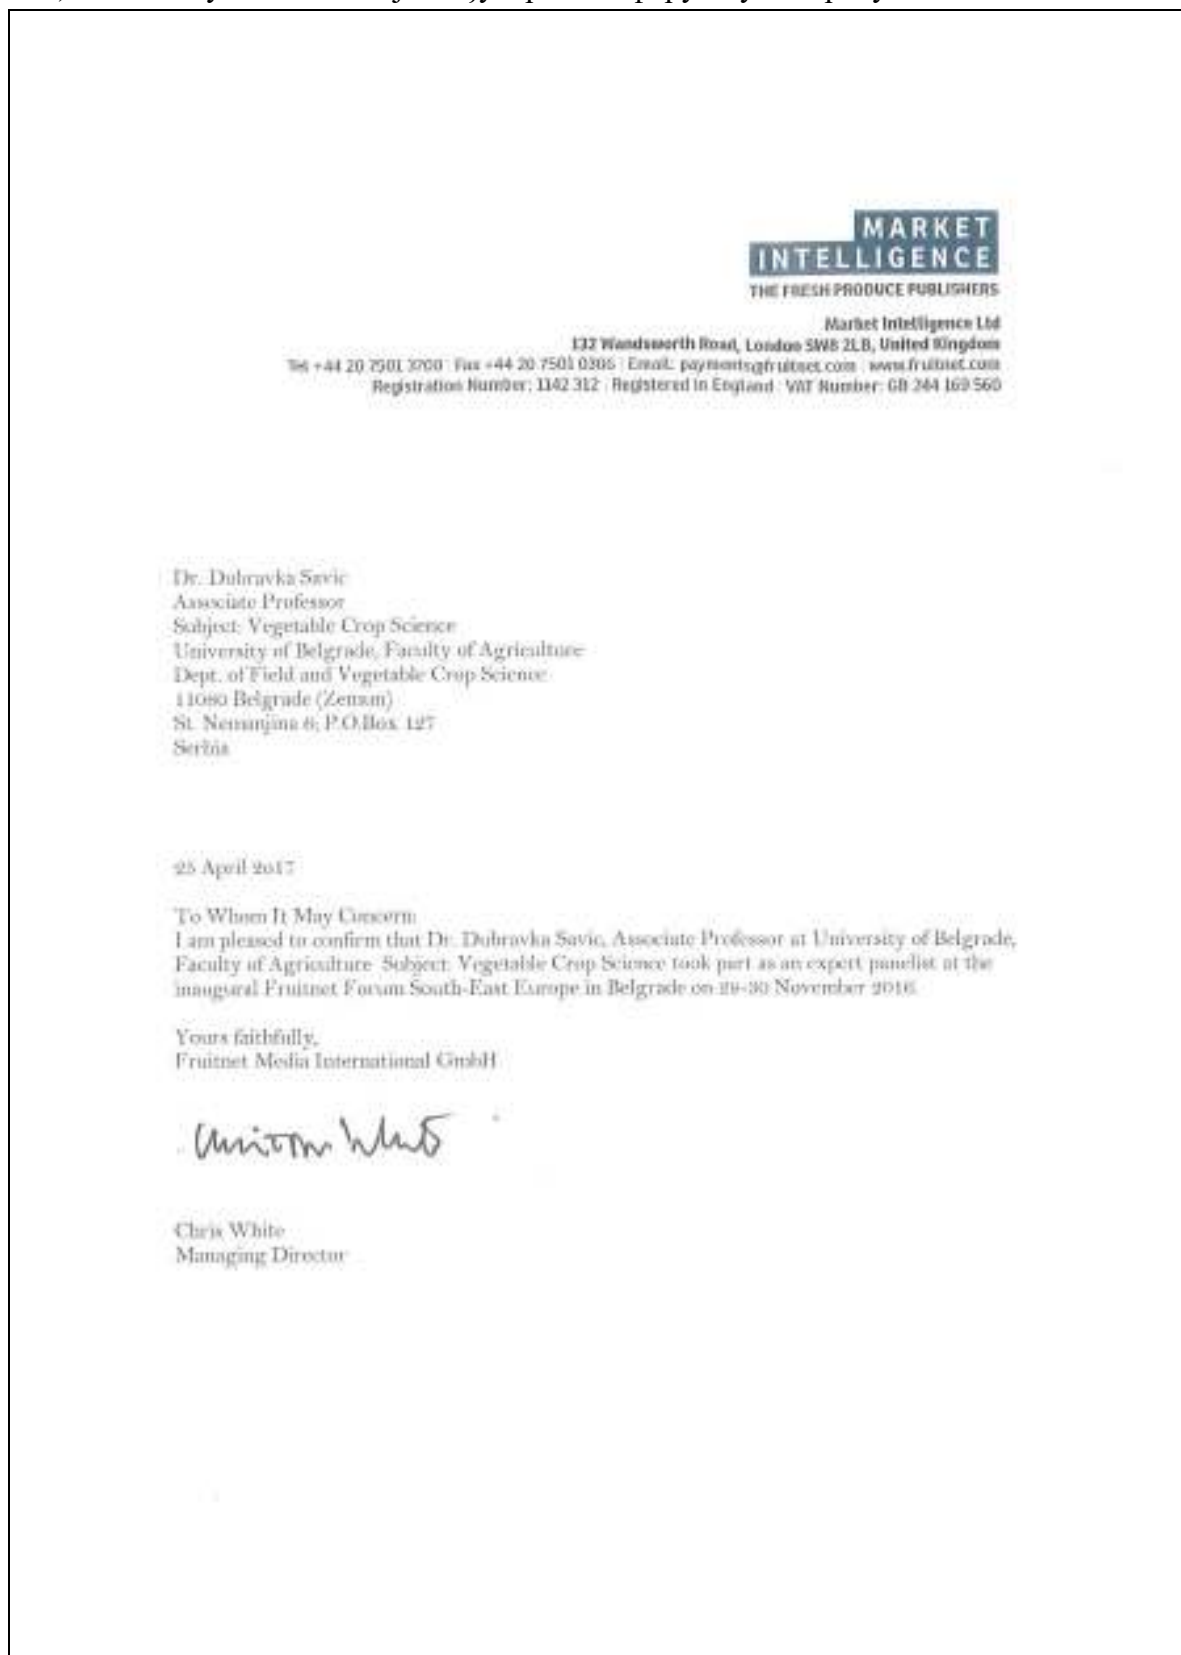 MARKET
INTELLIGENCE
THE FRESH PRODUCE PUBLISHERS
Market Intelligence Ltd
132 Wandsworth Road, London SW8 2LB, United Kingdom
Tel +44 20 7501 3700 Fax +44 20 7501 0306 Email: payments@fruitnet.com www.fruitnet.com
Registration Number: 1142 312 Registered in England VAT Number: GB 244 169 560
Dr. Dubravka Savic
Associate Professor
Subject: Vegetable Crop Science
University of Belgrade, Faculty of Agriculture
Dept. of Field and Vegetable Crop Science
11080 Belgrade (Zemun)
St. Nemanjina 6; P.O.Box 127
Serbia
25 April 2017
To Whom It May Concern:
I am pleased to confirm that Dr. Dubravka Savic, Associate Professor at University of Belgrade,
Faculty of Agriculture Subject: Vegetable Crop Science took part as an expert panelist at the
inaugural Fruitnet Forum South-East Europe in Belgrade on 29-30 November 2016.
Yours faithfully,
Fruitnet Media International GmbH
Chris White
Managing Director